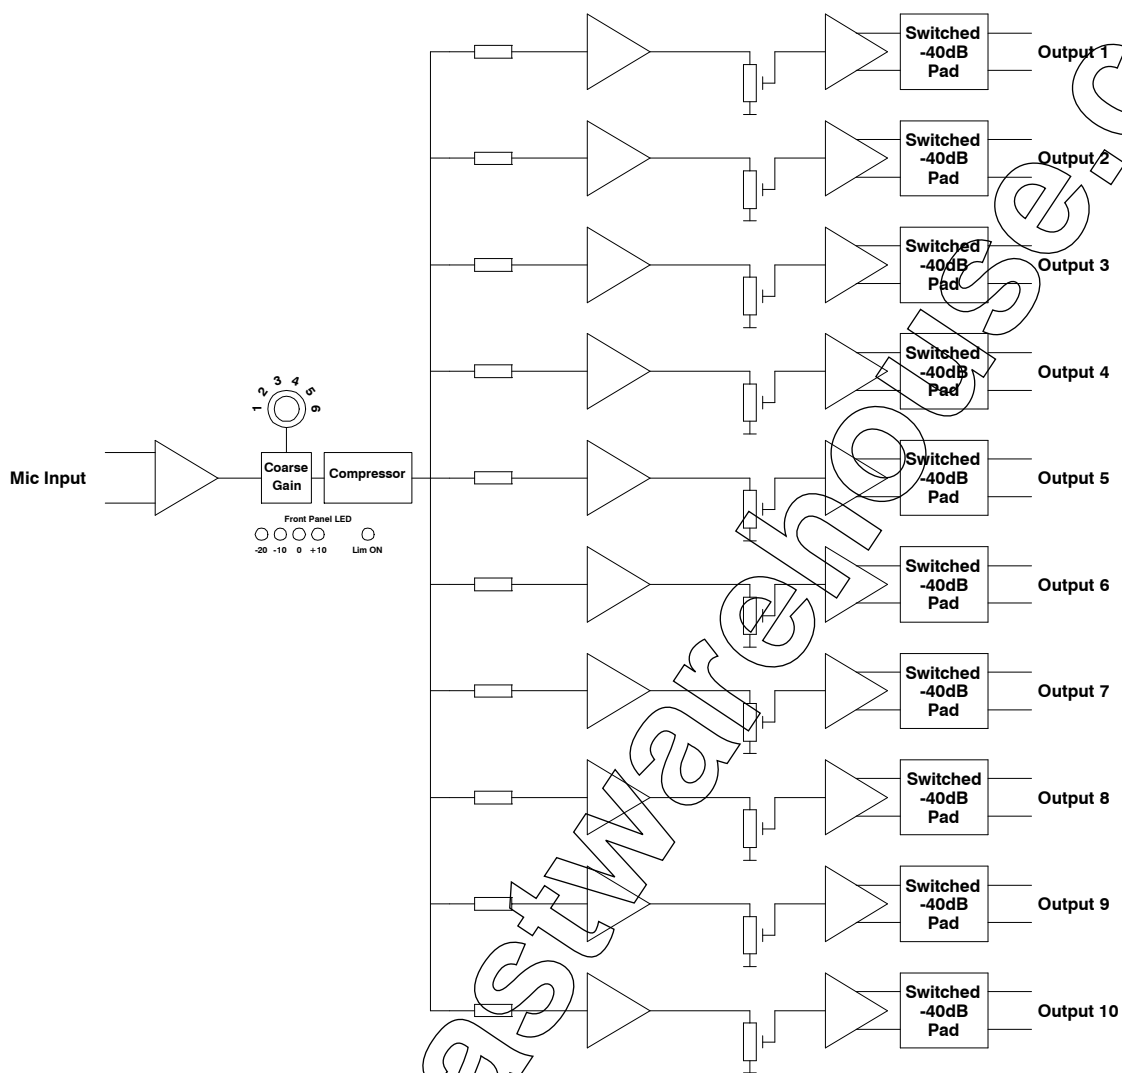 Switched
-40dB
Pad
Output 1
Switched
-40dB
Pad
Output 2
Switched
-40dB
Pad
Output 3
Switched
-40dB
Pad
Output 4
1 2 3 4 5 6
Mic Input
Coarse
Gain
Compressor
Front Panel LED
-20 -10 0 +10 Lim ON
Switched
-40dB
Pad
Output 5
Switched
-40dB
Pad
Output 6
Switched
-40dB
Pad
Output 7
Switched
-40dB
Pad
Output 8
Switched
-40dB
Pad
Output 9
Switched
-40dB
Pad
Output 10
astwarehouse.c